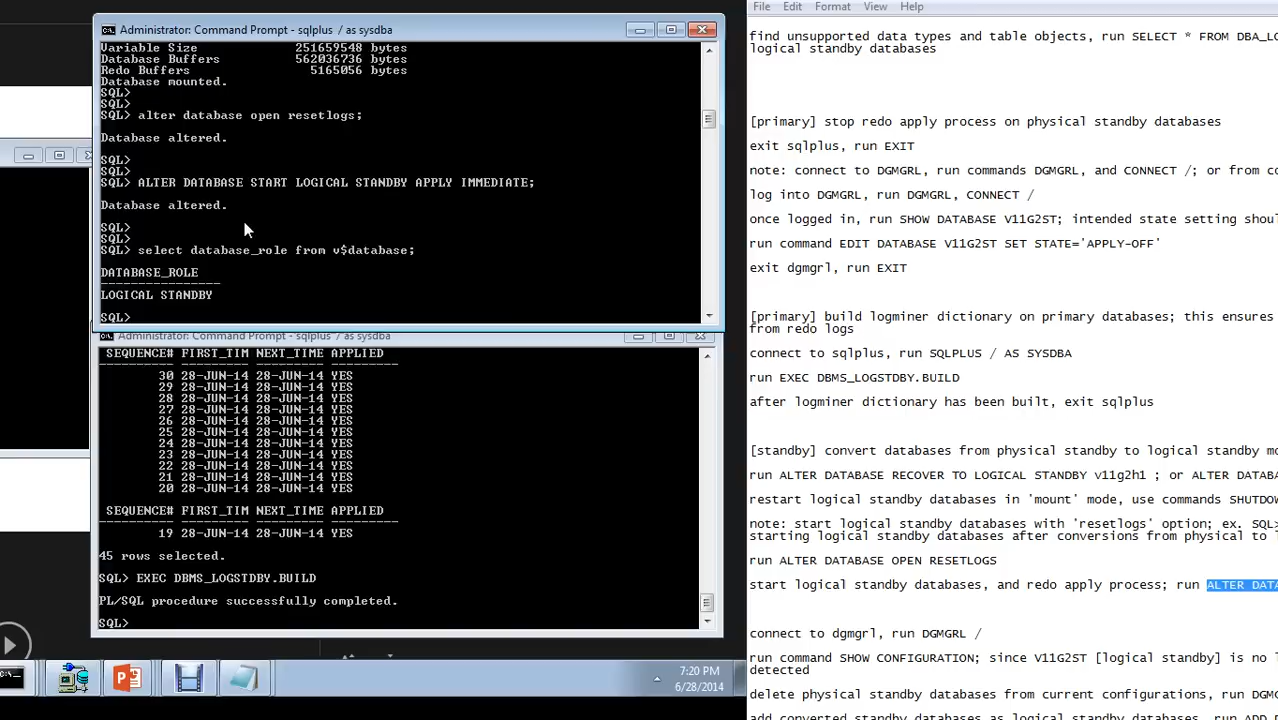 Administrator: Command Prompt - sqlplus / as sysdba
Variable Size 251659548 bytes
Database Buffers 562036736 bytes
Redo Buffers 5165056 bytes
Database mounted.
SQL>
SQL>
SQL> alter database open resetlogs;
Database altered.
SQL>
SQL>
SQL> ALTER DATABASE START LOGICAL STANDBY APPLY IMMEDIATE;
Database altered.
SQL>
SQL>
SQL> select database_role from v$database;
DATABASE_ROLE
----------------
LOGICAL STANDBY
SQL>
Administrator: Command Prompt - sqlplus / as sysdba
SEQUENCE# FIRST_TIM NEXT_TIME APPLIED
---------- --------- --------- ---------
30 28-JUN-14 28-JUN-14 YES
29 28-JUN-14 28-JUN-14 YES
28 28-JUN-14 28-JUN-14 YES
27 28-JUN-14 28-JUN-14 YES
26 28-JUN-14 28-JUN-14 YES
25 28-JUN-14 28-JUN-14 YES
24 28-JUN-14 28-JUN-14 YES
23 28-JUN-14 28-JUN-14 YES
22 28-JUN-14 28-JUN-14 YES
21 28-JUN-14 28-JUN-14 YES
20 28-JUN-14 28-JUN-14 YES
SEQUENCE# FIRST_TIM NEXT_TIME APPLIED
---------- --------- --------- ---------
19 28-JUN-14 28-JUN-14 YES
45 rows selected.
SQL> EXEC DBMS_LOGSTDBY.BUILD
PL/SQL procedure successfully completed.
SQL>
File Edit Format View Help
find unsupported data types and table objects, run SELECT * FROM DBA_LO
logical standby databases
[primary] stop redo apply process on physical standby databases
exit sqlplus, run EXIT
note: connect to DGMGRL, run commands DGMGRL, and CONNECT /; or from co
log into DGMGRL, run DGMGRL, CONNECT /
once logged in, run SHOW DATABASE V11G2ST; intended state setting shoul
run command EDIT DATABASE V11G2ST SET STATE='APPLY-OFF'
exit dgmgrl, run EXIT
[primary] build logminer dictionary on primary databases; this ensures
from redo logs
connect to sqlplus, run SQLPLUS / AS SYSDBA
run EXEC DBMS_LOGSTDBY.BUILD
after logminer dictionary has been built, exit sqlplus
[standby] convert databases from physical standby to logical standby mo
run ALTER DATABASE RECOVER TO LOGICAL STANDBY v11g2h1 ; or ALTER DATABA
restart logical standby databases in 'mount' mode, use commands SHUTDOW
note: start logical standby databases with 'resetlogs' option; ex. SQL>
starting logical standby databases after conversions from physical to l
run ALTER DATABASE OPEN RESETLOGS
start logical standby databases, and redo apply process; run ALTER DATA
connect to dgmgrl, run DGMGRL /
run command SHOW CONFIGURATION; since V11G2ST [logical standby] is no l
detected
delete physical standby databases from current configurations, run DGMG
add converted standby databases as logical standby databases, run ADD D
7:20 PM
6/28/2014